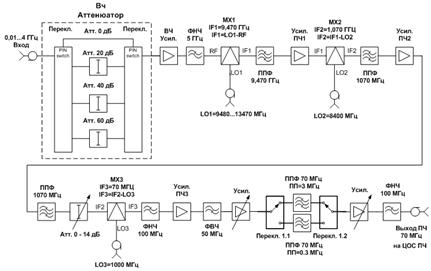 Вч
Аттенюатор
0,01...4 ГГц
Вход
Перекл.
Перекл.
PIN
switch
PIN
switch
Атт. 20 дБ
Атт. 40 дБ
Атт. 60 дБ
ВЧ
Усил.
ФНЧ
5 ГГц
MX1
IF1=9,470 ГГц
IF1=LO1-RF
RF
IF1
LO1
LO1=9480...13470 МГц
ППФ
9,470 ГГц
Усил.
ПЧ1
MX2
IF2=1,070 ГГц
IF2=IF1-LO2
IF1
IF2
LO2
LO2=8400 МГц
ППФ
1070 МГц
Усил.
ПЧ2
ППФ
1070 МГц
Атт. 0 - 14 дБ
MX3
IF3=70 МГц
IF3=IF2-LO3
IF2
IF3
LO3
LO3=1000 МГц
ФНЧ
100 МГц
Усил.
ПЧ3
ФВЧ
50 МГц
Усил.
ППФ 70 МГц
ПП=3 МГц
Перекл. 1.1
Перекл. 1.2
ППФ 70 МГц
ПП=0.3 МГц
Усил.
ФНЧ
100 МГц
Выход ПЧ
70 МГц
на ЦОС ПЧ